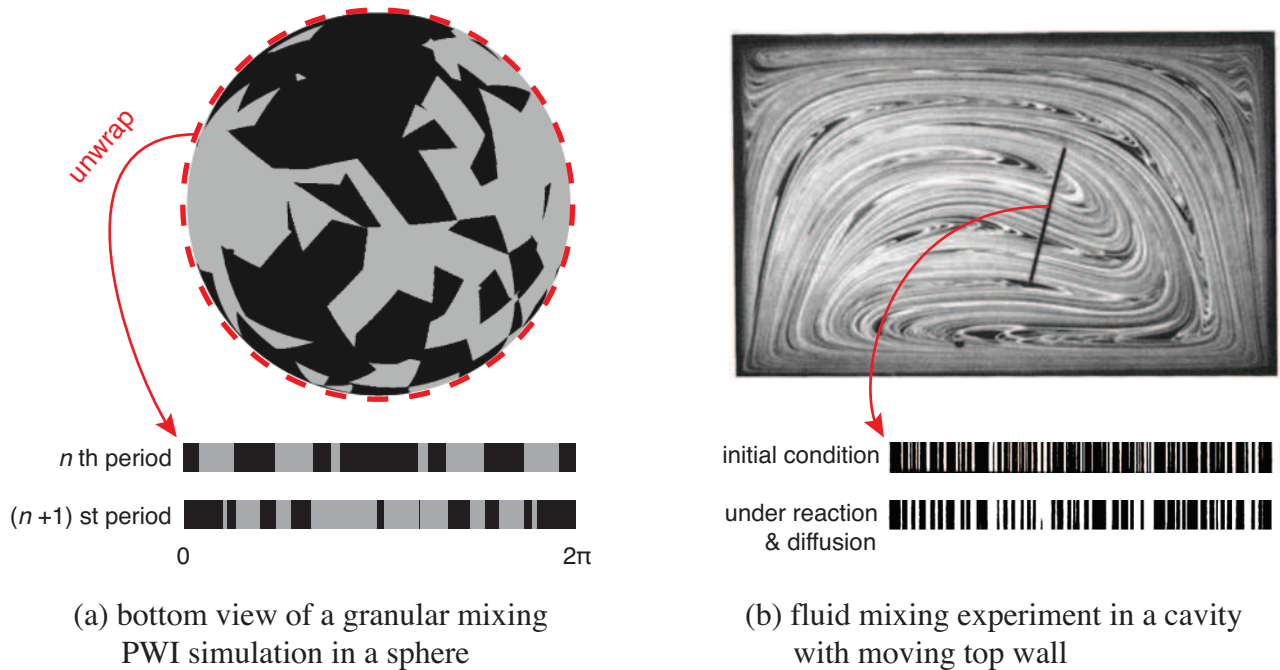 unwrap
n th period
(n +1) st period
0
2π
(a) bottom view of a granular mixing
PWI simulation in a sphere
initial condition
under reaction
& diffusion
(b) fluid mixing experiment in a cavity
with moving top wall